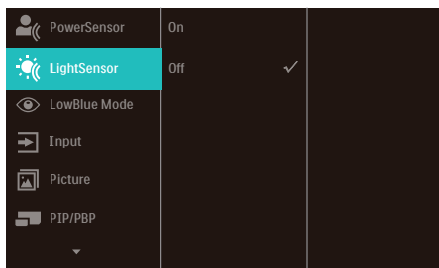 PowerSensor
On
LightSensor
Off
LowBlue Mode
Input
Picture
PIP/PBP